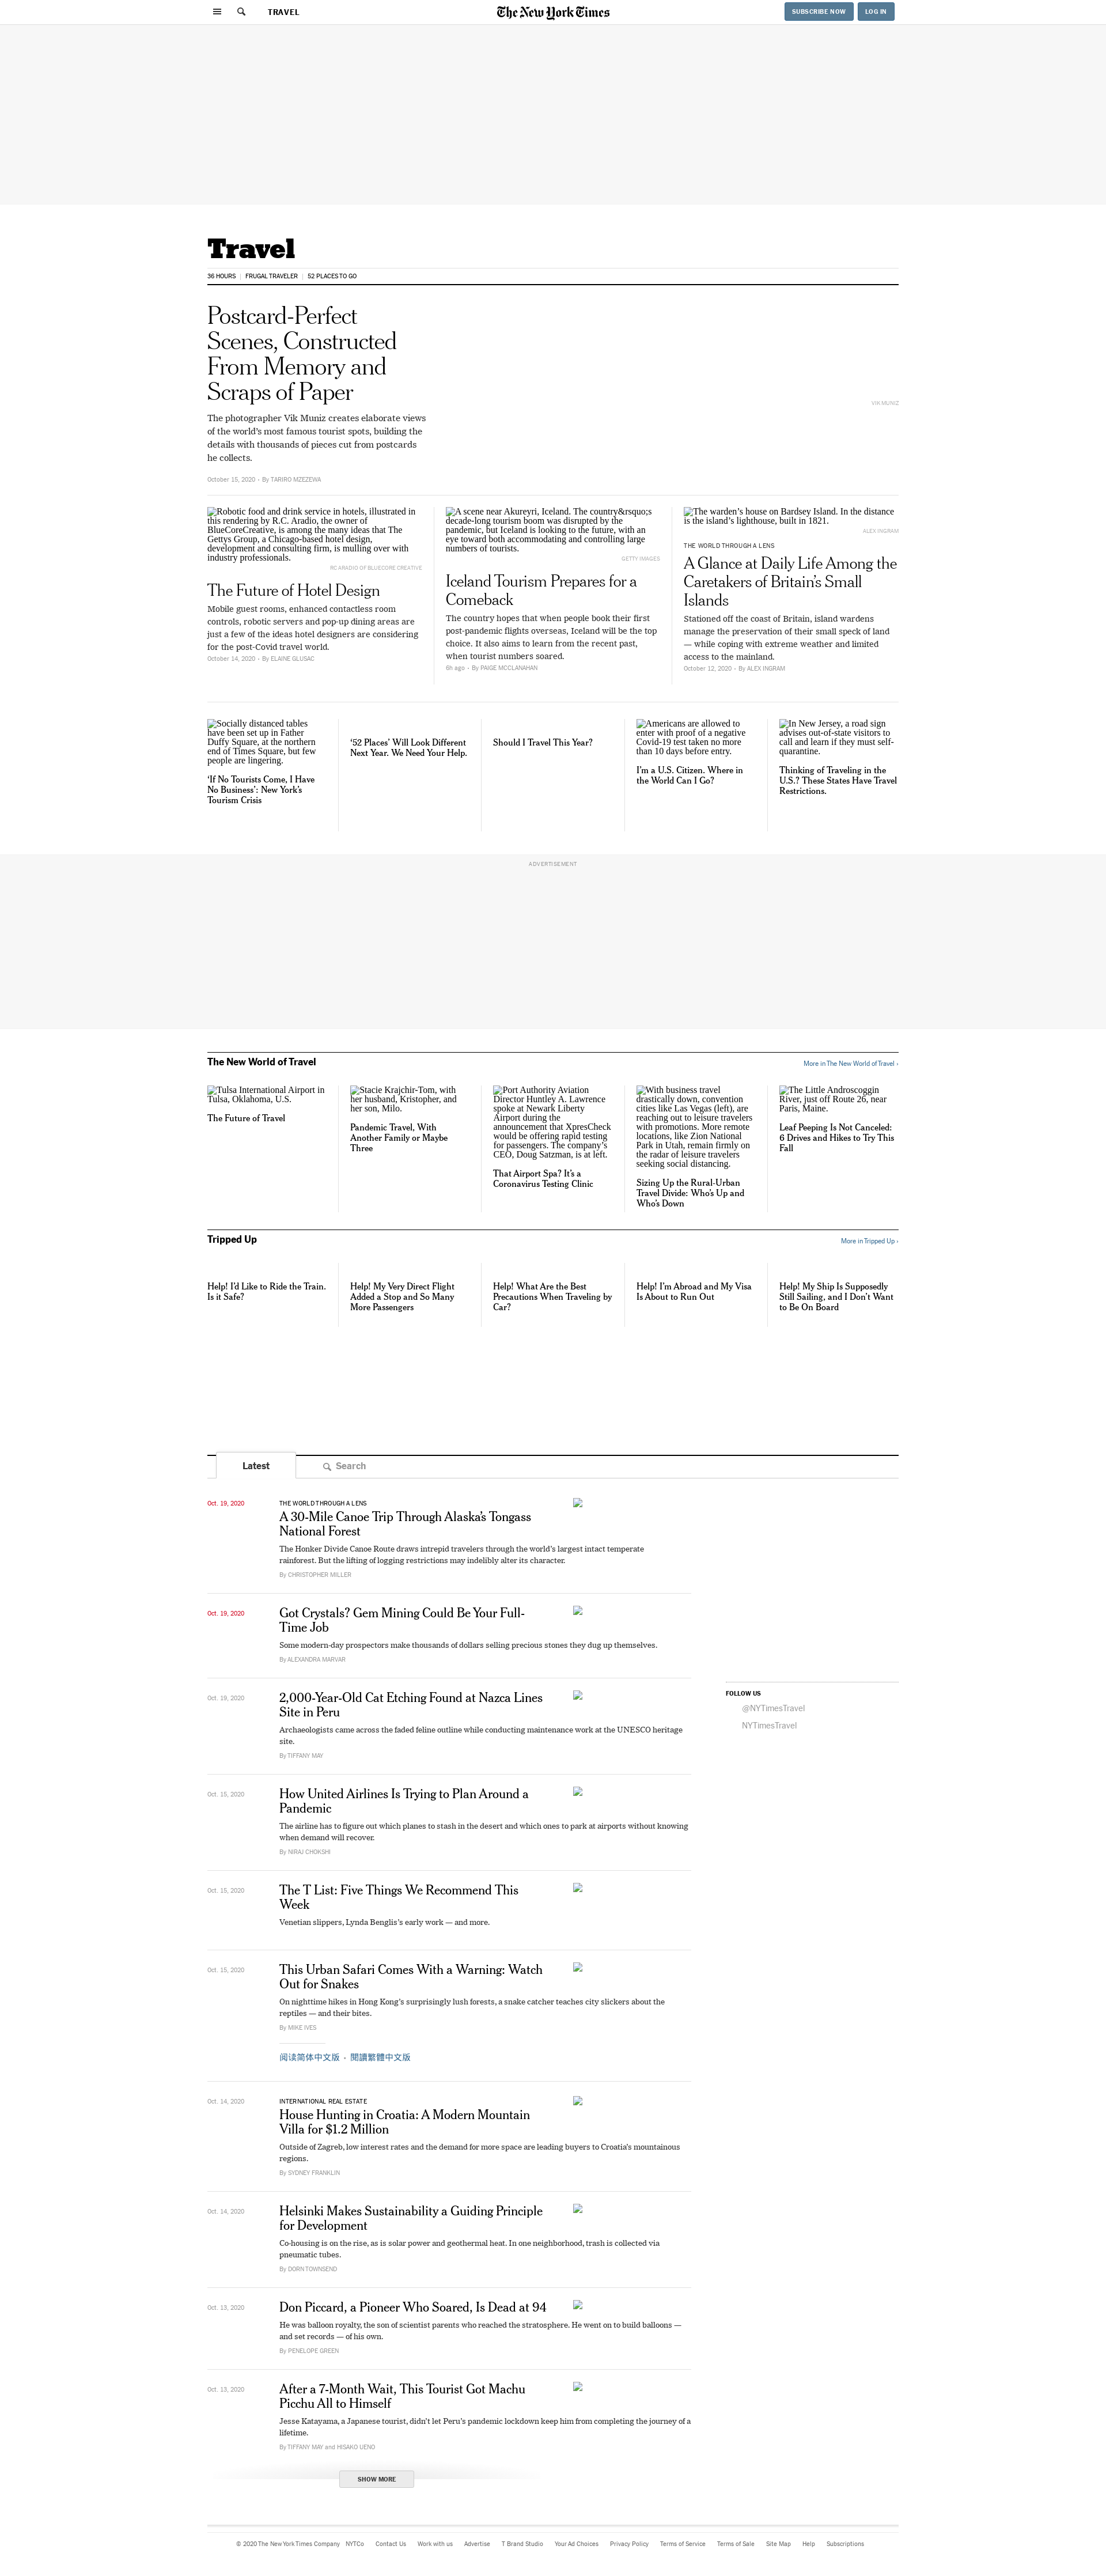 TRAVEL
The New York Times
SUBSCRIBE NOW
LOG IN
Travel
36 HOURS
FRUGAL TRAVELER
52 PLACES TO GO
Postcard-Perfect
Scenes, Constructed
From Memory and
Scraps of Paper
The photographer Vik Muniz creates elaborate views
of the world's most famous tourist spots, building the
details with thousands of pieces cut from postcards
he collects.
October 15, 2020 - By TARIRO MZEZEWA
VIK MUNIZ
Robotic food and drink service in hotels, illustrated in
this rendering by R.C. Aradio, the owner of
BlueCoreCreative, is among the many ideas that The
Gettys Group, a Chicago-based hotel design,
development and consulting firm, is mulling over with
industry professionals.
RC ARADIO OF BLUECORE CREATIVE
The Future of Hotel Design
Mobile guest rooms, enhanced contactless room
controls, robotic servers and pop-up dining areas are
just a few of the ideas hotel designers are considering
for the post-Covid travel world.
October 14, 2020 - By ELAINE GLUSAC
A scene near Akureyri, Iceland. The country&rsquo;s
decade-long tourism boom was disrupted by the
pandemic, but Iceland is looking to the future, with an
eye toward both accommodating and controlling large
numbers of tourists.
GETTY IMAGES
Iceland Tourism Prepares for a
Comeback
The country hopes that when people book their first
post-pandemic flights overseas, Iceland will be the top
choice. It also aims to learn from the recent past,
when tourist numbers soared.
6h ago - By PAIGE MCCLANAHAN
The warden's house on Bardsey Island. In the distance
is the island's lighthouse, built in 1821.
ALEX INGRAM
THE WORLD THROUGH A LENS
A Glance at Daily Life Among the
Caretakers of Britain's Small
Islands
Stationed off the coast of Britain, island wardens
manage the preservation of their small speck of land
— while coping with extreme weather and limited
access to the mainland.
October 12, 2020 - By ALEX INGRAM
Socially distanced tables
have been set up in Father
Duffy Square, at the northern
end of Times Square, but few
people are lingering.
'If No Tourists Come, I Have
No Business': New York's
Tourism Crisis
'52 Places' Will Look Different
Next Year. We Need Your Help.
Should I Travel This Year?
Americans are allowed to
enter with proof of a negative
Covid-19 test taken no more
than 10 days before entry.
I'm a U.S. Citizen. Where in
the World Can I Go?
In New Jersey, a road sign
advises out-of-state visitors to
call and learn if they must self-
quarantine.
Thinking of Traveling in the
U.S.? These States Have Travel
Restrictions.
ADVERTISEMENT
The New World of Travel
More in The New World of Travel ›
Tulsa International Airport in
Tulsa, Oklahoma, U.S.
The Future of Travel
Stacie Krajchir-Tom, with
her husband, Kristopher, and
her son, Milo.
Pandemic Travel, With
Another Family or Maybe
Three
Port Authority Aviation
Director Huntley A. Lawrence
spoke at Newark Liberty
Airport during the
announcement that XpresCheck
would be offering rapid testing
for passengers. The company's
CEO, Doug Satzman, is at left.
That Airport Spa? It's a
Coronavirus Testing Clinic
With business travel
drastically down, convention
cities like Las Vegas (left), are
reaching out to leisure travelers
with promotions. More remote
locations, like Zion National
Park in Utah, remain firmly on
the radar of leisure travelers
seeking social distancing.
Sizing Up the Rural-Urban
Travel Divide: Who's Up and
Who's Down
The Little Androscoggin
River, just off Route 26, near
Paris, Maine.
Leaf Peeping Is Not Canceled:
6 Drives and Hikes to Try This
Fall
Tripped Up
More in Tripped Up ›
Help! I'd Like to Ride the Train.
Is it Safe?
Help! My Very Direct Flight
Added a Stop and So Many
More Passengers
Help! What Are the Best
Precautions When Traveling by
Car?
Help! I'm Abroad and My Visa
Is About to Run Out
Help! My Ship Is Supposedly
Still Sailing, and I Don't Want
to Be On Board
Latest
Search
Oct. 19, 2020
THE WORLD THROUGH A LENS
A 30-Mile Canoe Trip Through Alaska's Tongass
National Forest
The Honker Divide Canoe Route draws intrepid travelers through the world's largest intact temperate
rainforest. But the lifting of logging restrictions may indelibly alter its character.
By CHRISTOPHER MILLER
Oct. 19, 2020
Got Crystals? Gem Mining Could Be Your Full-
Time Job
Some modern-day prospectors make thousands of dollars selling precious stones they dug up themselves.
By ALEXANDRA MARVAR
Oct. 19, 2020
2,000-Year-Old Cat Etching Found at Nazca Lines
Site in Peru
Archaeologists came across the faded feline outline while conducting maintenance work at the UNESCO heritage
site.
By TIFFANY MAY
FOLLOW US
@NYTimesTravel
NYTimesTravel
Oct. 15, 2020
How United Airlines Is Trying to Plan Around a
Pandemic
The airline has to figure out which planes to stash in the desert and which ones to park at airports without knowing
when demand will recover.
By NIRAJ CHOKSHI
Oct. 15, 2020
The T List: Five Things We Recommend This
Week
Venetian slippers, Lynda Benglis's early work — and more.
Oct. 15, 2020
This Urban Safari Comes With a Warning: Watch
Out for Snakes
On nighttime hikes in Hong Kong's surprisingly lush forests, a snake catcher teaches city slickers about the
reptiles — and their bites.
By MIKE IVES
阅读简体中文版 · 閱讀繁體中文版
Oct. 14, 2020
INTERNATIONAL REAL ESTATE
House Hunting in Croatia: A Modern Mountain
Villa for $1.2 Million
Outside of Zagreb, low interest rates and the demand for more space are leading buyers to Croatia's mountainous
regions.
By SYDNEY FRANKLIN
Oct. 14, 2020
Helsinki Makes Sustainability a Guiding Principle
for Development
Co-housing is on the rise, as is solar power and geothermal heat. In one neighborhood, trash is collected via
pneumatic tubes.
By DORN TOWNSEND
Oct. 13, 2020
Don Piccard, a Pioneer Who Soared, Is Dead at 94
He was balloon royalty, the son of scientist parents who reached the stratosphere. He went on to build balloons —
and set records — of his own.
By PENELOPE GREEN
Oct. 13, 2020
After a 7-Month Wait, This Tourist Got Machu
Picchu All to Himself
Jesse Katayama, a Japanese tourist, didn't let Peru's pandemic lockdown keep him from completing the journey of a
lifetime.
By TIFFANY MAY and HISAKO UENO
SHOW MORE
© 2020 The New York Times Company NYTCo Contact Us Work with us Advertise T Brand Studio Your Ad Choices Privacy Policy Terms of Service Terms of Sale Site Map Help Subscriptions